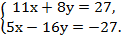 11x + 8y = 27,
5x − 16y = −27.